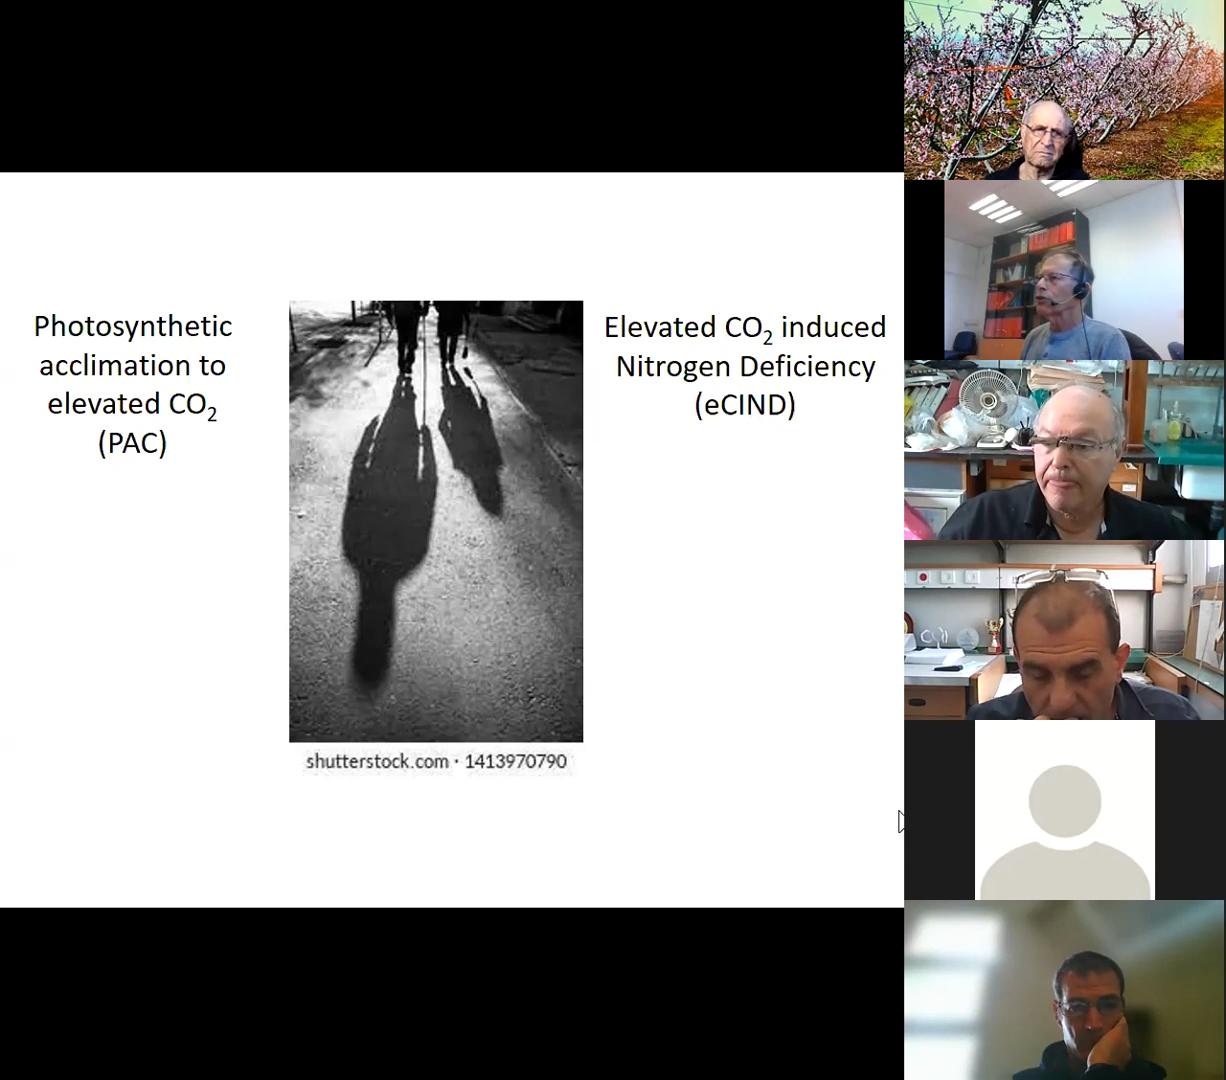 Photosynthetic
acclimation to
elevated CO₂
(PAC)
Elevated CO₂ induced
Nitrogen Deficiency
(eCIND)
shutterstock.com · 1413970790